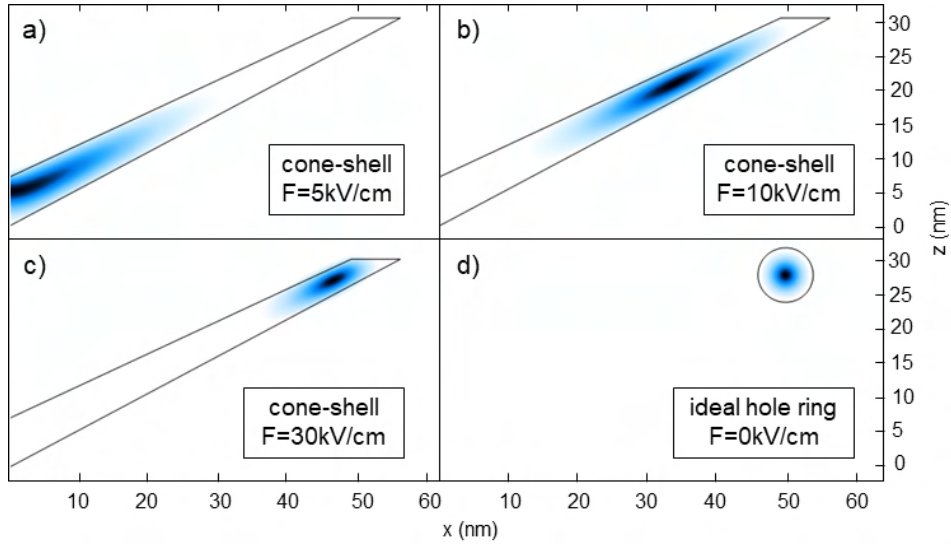 a)
cone-shell
F=5kV/cm
b)
cone-shell
F=10kV/cm
30
25
20
15
10
5
0
z (nm)
c)
cone-shell
F=30kV/cm
d)
ideal hole ring
F=0kV/cm
30
25
20
15
10
5
0
10 20 30 40 50 60 10 20 30 40 50 60
x (nm)